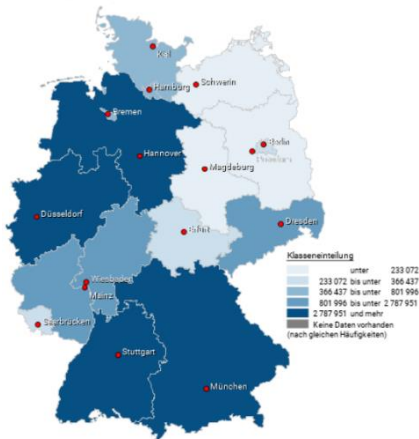 Kiel
Schwerin
Hamburg
Bremen
Berlin
Hannover
Magdeburg
Düsseldorf
Dresden
Erfurt
Wiesbaden
Mainz
Saarbrücken
Stuttgart
München
Klasseneinteilung
unter 233 072
233 072 bis unter 366 437
366 437 bis unter 801 996
801 996 bis unter 2 787 951
2 787 951 und mehr
Keine Daten vorhanden
(nach gleichen Häufigkeiten)